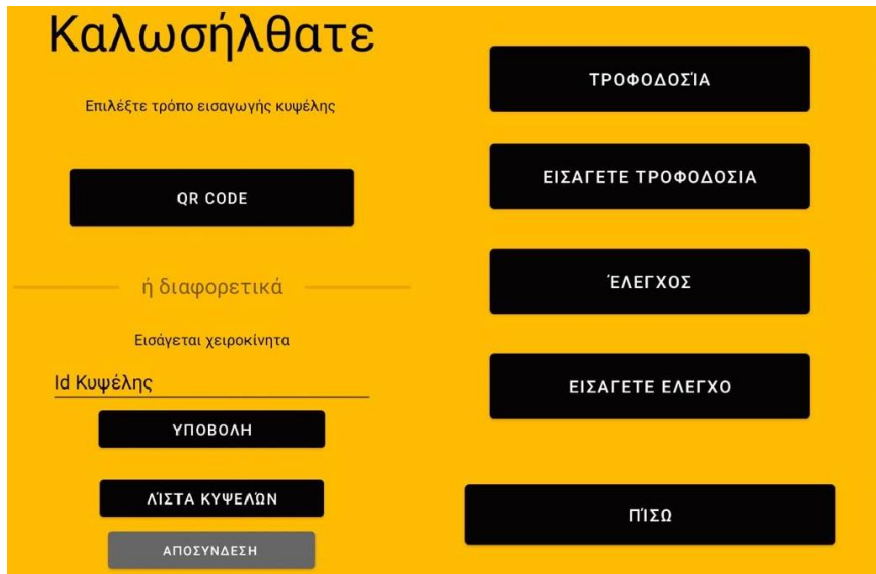 Καλωσήλθατε
Επιλέξτε τρόπο εισαγωγής κυψέλης
QR CODE
ή διαφορετικά
Εισάγεται χειροκίνητα
Id Κυψέλης
ΥΠΟΒΟΛΗ
ΛΊΣΤΑ ΚΥΨΕΛΏΝ
ΑΠΟΣΥΝΔΕΣΗ
ΤΡΟΦΟΔΟΣΊΑ
ΕΙΣΑΓΕΤΕ ΤΡΟΦΟΔΟΣΙΑ
ΈΛΕΓΧΟΣ
ΕΙΣΑΓΕΤΕ ΕΛΕΓΧΟ
ΠΊΣΩ